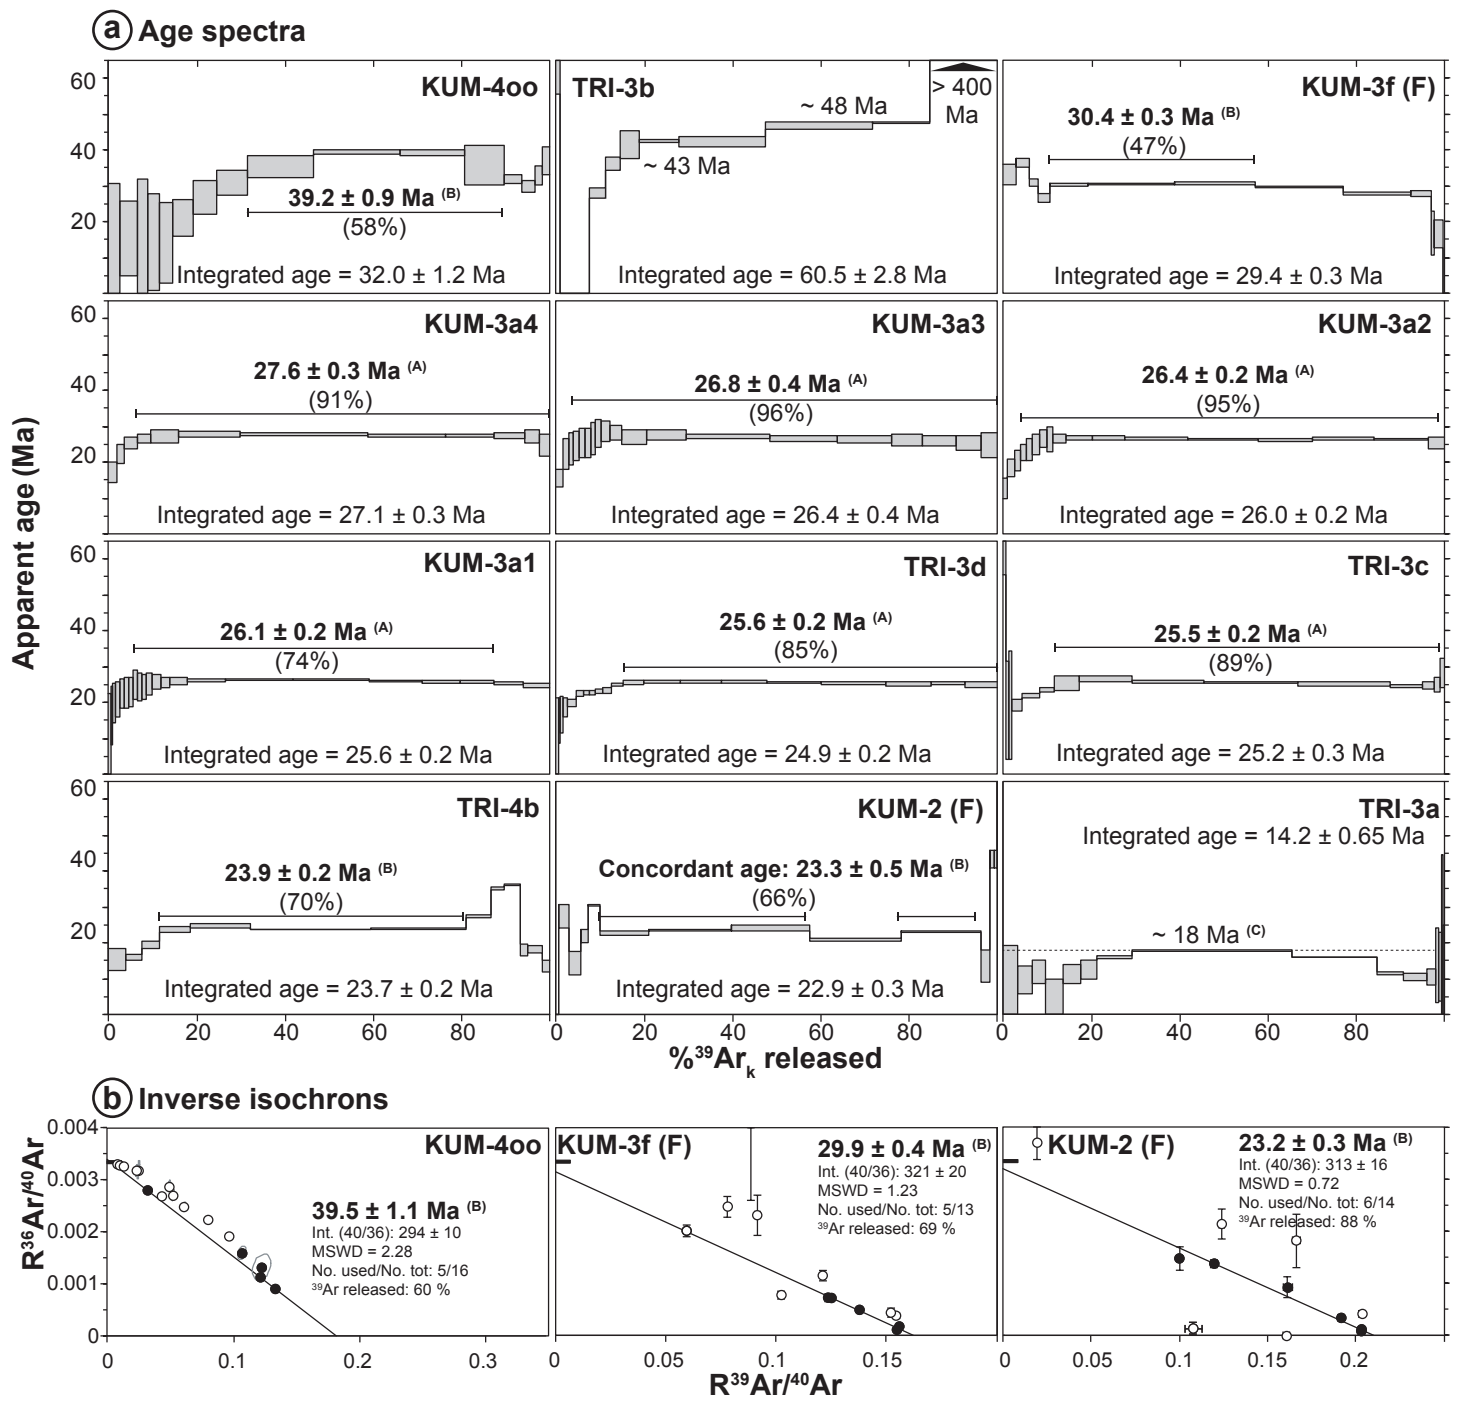 a Age spectra
Apparent age (Ma)
60
40
20
KUM-4oo
39.2 ± 0.9 Ma (B)
(58%)
Integrated age = 32.0 ± 1.2 Ma
TRI-3b
~ 48 Ma
> 400
Ma
~ 43 Ma
Integrated age = 60.5 ± 2.8 Ma
KUM-3f (F)
30.4 ± 0.3 Ma (B)
(47%)
Integrated age = 29.4 ± 0.3 Ma
60
40
20
KUM-3a4
27.6 ± 0.3 Ma (A)
(91%)
Integrated age = 27.1 ± 0.3 Ma
KUM-3a3
26.8 ± 0.4 Ma (A)
(96%)
Integrated age = 26.4 ± 0.4 Ma
KUM-3a2
26.4 ± 0.2 Ma (A)
(95%)
Integrated age = 26.0 ± 0.2 Ma
60
40
20
KUM-3a1
26.1 ± 0.2 Ma (A)
(74%)
Integrated age = 25.6 ± 0.2 Ma
TRI-3d
25.6 ± 0.2 Ma (A)
(85%)
Integrated age = 24.9 ± 0.2 Ma
TRI-3c
25.5 ± 0.2 Ma (A)
(89%)
Integrated age = 25.2 ± 0.3 Ma
60
40
20
TRI-4b
23.9 ± 0.2 Ma (B)
(70%)
Integrated age = 23.7 ± 0.2 Ma
KUM-2 (F)
Concordant age: 23.3 ± 0.5 Ma (B)
(66%)
Integrated age = 22.9 ± 0.3 Ma
TRI-3a
Integrated age = 14.2 ± 0.65 Ma
~ 18 Ma (C)
0 20 40 60 80 0 20 40 60 80 0 20 40 60 80
%³⁹Arₖ released
b Inverse isochrons
R³⁶Ar/⁴⁰Ar
0.004
0.003
0.002
0.001
0
KUM-4oo
39.5 ± 1.1 Ma (B)
Int. (40/36): 294 ± 10
MSWD = 2.28
No. used/No. tot: 5/16
³⁹Ar released: 60 %
KUM-3f (F)
29.9 ± 0.4 Ma (B)
Int. (40/36): 321 ± 20
MSWD = 1.23
No. used/No. tot: 5/13
³⁹Ar released: 69 %
KUM-2 (F)
23.2 ± 0.3 Ma (B)
Int. (40/36): 313 ± 16
MSWD = 0.72
No. used/No. tot: 6/14
³⁹Ar released: 88 %
0 0.1 0.2 0.3 0 0.05 0.1 0.15 0 0.05 0.1 0.15 0.2
R³⁹Ar/⁴⁰Ar